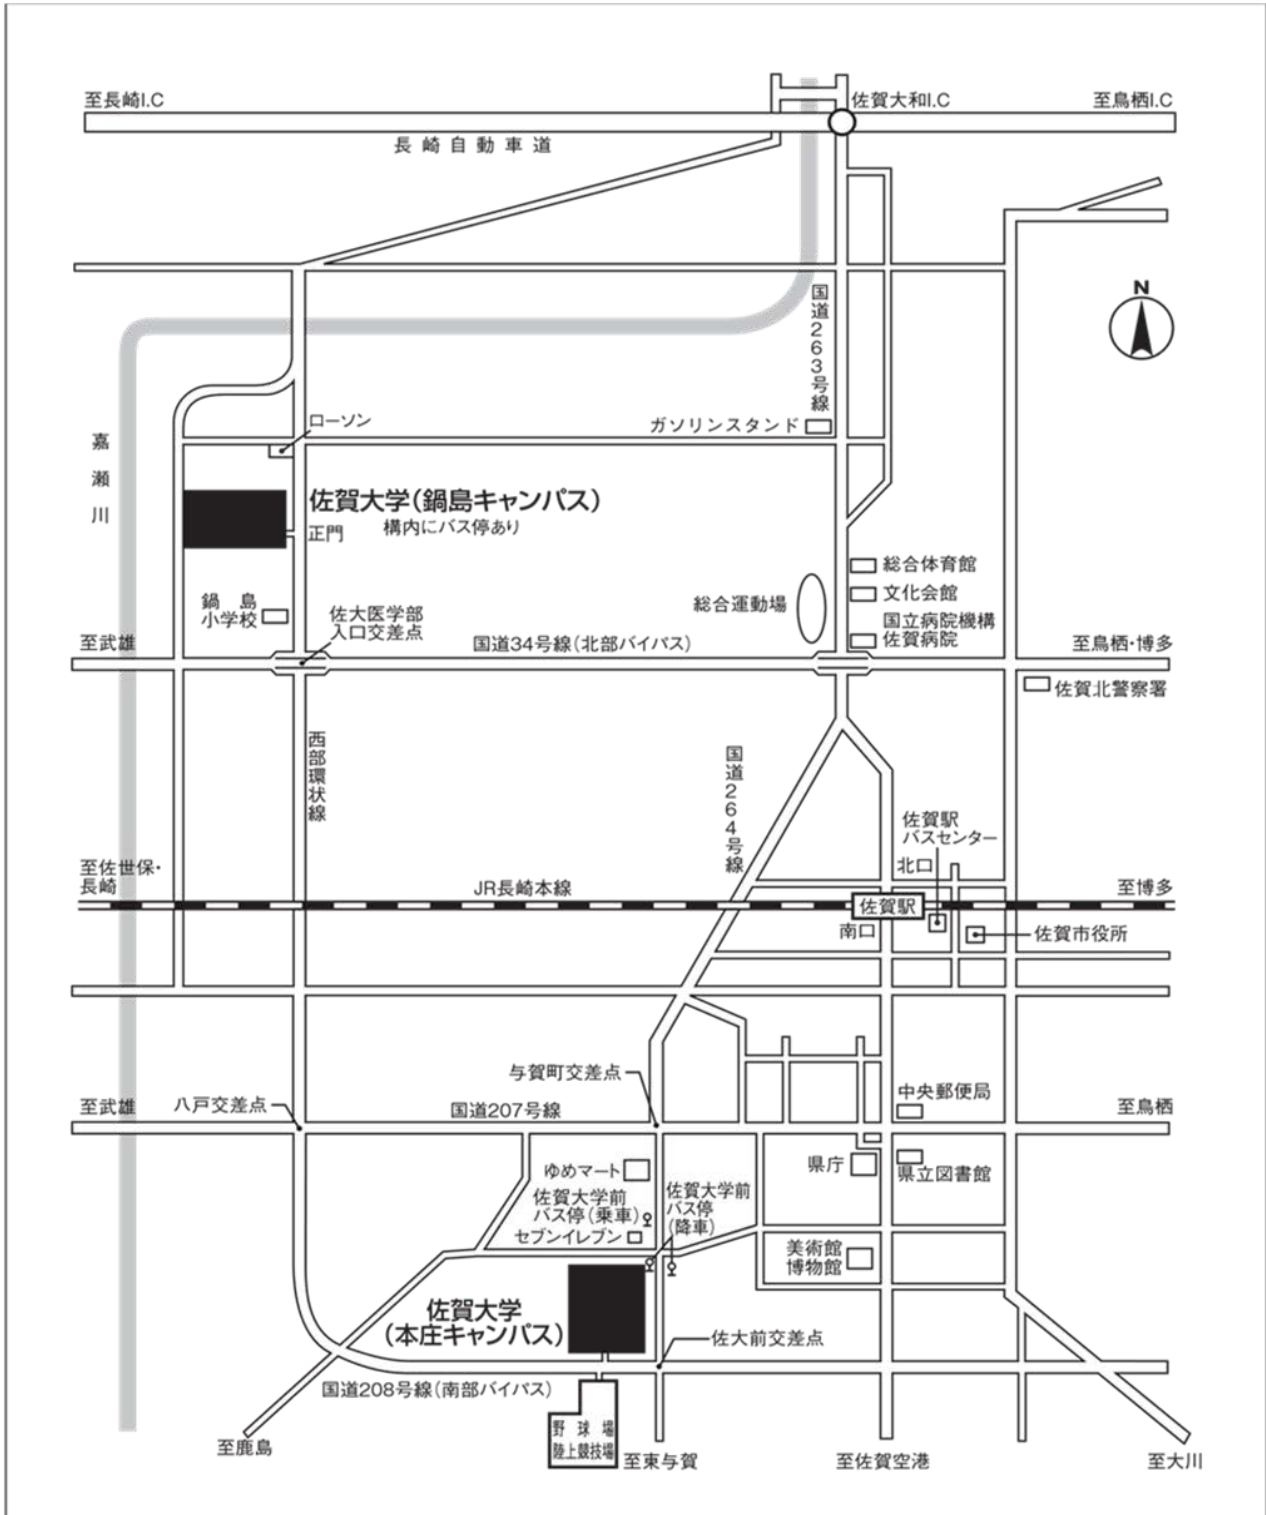 至長崎I.C
佐賀大和I.C
至鳥栖I.C
長崎自動車道
N
国道263号線
ローソン
ガソリンスタンド
嘉瀬川
佐賀大学(鍋島キャンパス)
構内にバス停あり
正門
総合体育館
文化会館
総合運動場
国立病院機構
佐賀病院
鍋島
小学校
佐大医学部
入口交差点
至武雄
国道34号線(北部バイパス)
至鳥栖・博多
佐賀北警察署
西部環状線
国道264号線
佐賀駅
バスセンター
北口
至佐世保・
長崎
JR長崎本線
至博多
佐賀駅
南口
佐賀市役所
与賀町交差点
中央郵便局
至武雄
八戸交差点
国道207号線
至鳥栖
ゆめマート
県庁
県立図書館
佐賀大学前
バス停(乗車)
佐賀大学前
バス停
(降車)
セブンイレブン
美術館
博物館
佐賀大学
(本庄キャンパス)
佐大前交差点
国道208号線(南部バイパス)
野球場
陸上競技場
至鹿島
至東与賀
至佐賀空港
至大川